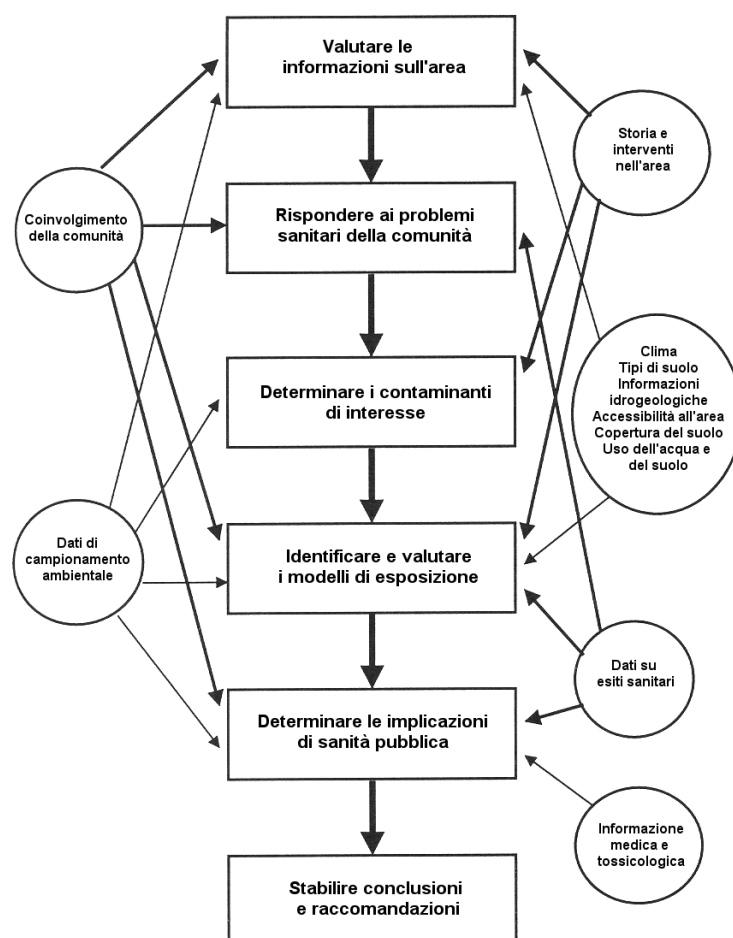 Valutare le
informazioni sull'area
Storia e
interventi
nell'area
Coinvolgimento
della comunità
Rispondere ai problemi
sanitari della comunità
Clima
Tipi di suolo
Informazioni
idrogeologiche
Accessibilità all'area
Copertura del suolo
Uso dell'acqua e
del suolo
Determinare i contaminanti
di interesse
Dati di
campionamento
ambientale
Identificare e valutare
i modelli di esposizione
Dati su
esiti sanitari
Determinare le implicazioni
di sanità pubblica
Informazione
medica e
tossicologica
Stabilire conclusioni
e raccomandazioni